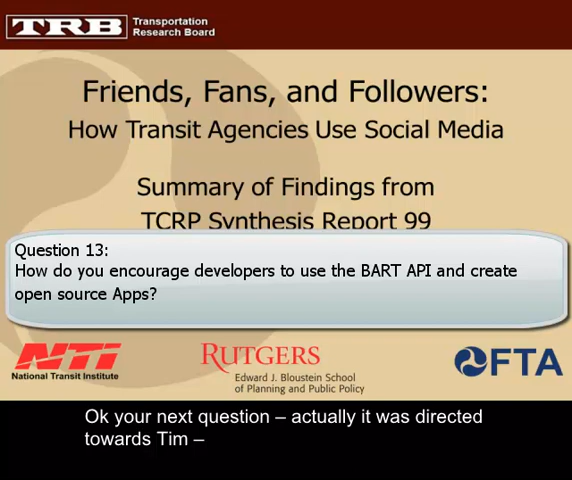 TRB Transportation
Research Board
Friends, Fans, and Followers:
How Transit Agencies Use Social Media
Summary of Findings from
TCRP Synthesis Report 99
Question 13:
How do you encourage developers to use the BART API and create
open source Apps?
NTI
National Transit Institute
RUTGERS
Edward J. Bloustein School
of Planning and Public Policy
FTA
Ok your next question – actually it was directed
towards Tim –